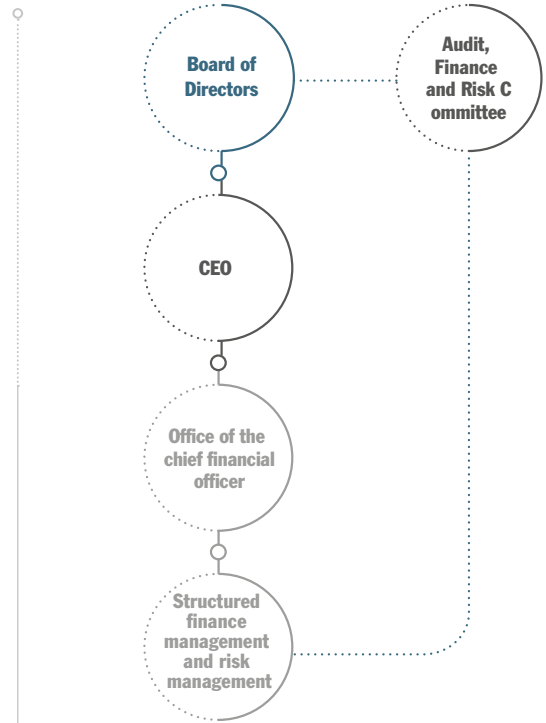 Board of
Directors
Audit,
Finance
and Risk C
ommittee
CEO
Office of the
chief financial
officer
Structured
finance
management
and risk
management